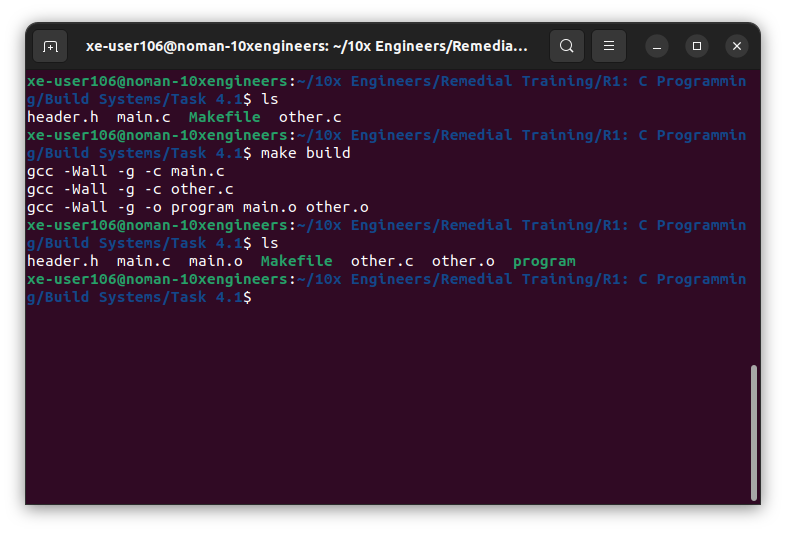 xe-user106@noman-10xengineers: ~/10x Engineers/Remedia...
xe-user106@noman-10xengineers:~/10x Engineers/Remedial Training/R1: C Programmin
g/Build Systems/Task 4.1$ ls
header.h  main.c  Makefile  other.c
xe-user106@noman-10xengineers:~/10x Engineers/Remedial Training/R1: C Programmin
g/Build Systems/Task 4.1$ make build
gcc -Wall -g -c main.c
gcc -Wall -g -c other.c
gcc -Wall -g -o program main.o other.o
xe-user106@noman-10xengineers:~/10x Engineers/Remedial Training/R1: C Programmin
g/Build Systems/Task 4.1$ ls
header.h  main.c  main.o  Makefile  other.c  other.o  program
xe-user106@noman-10xengineers:~/10x Engineers/Remedial Training/R1: C Programmin
g/Build Systems/Task 4.1$